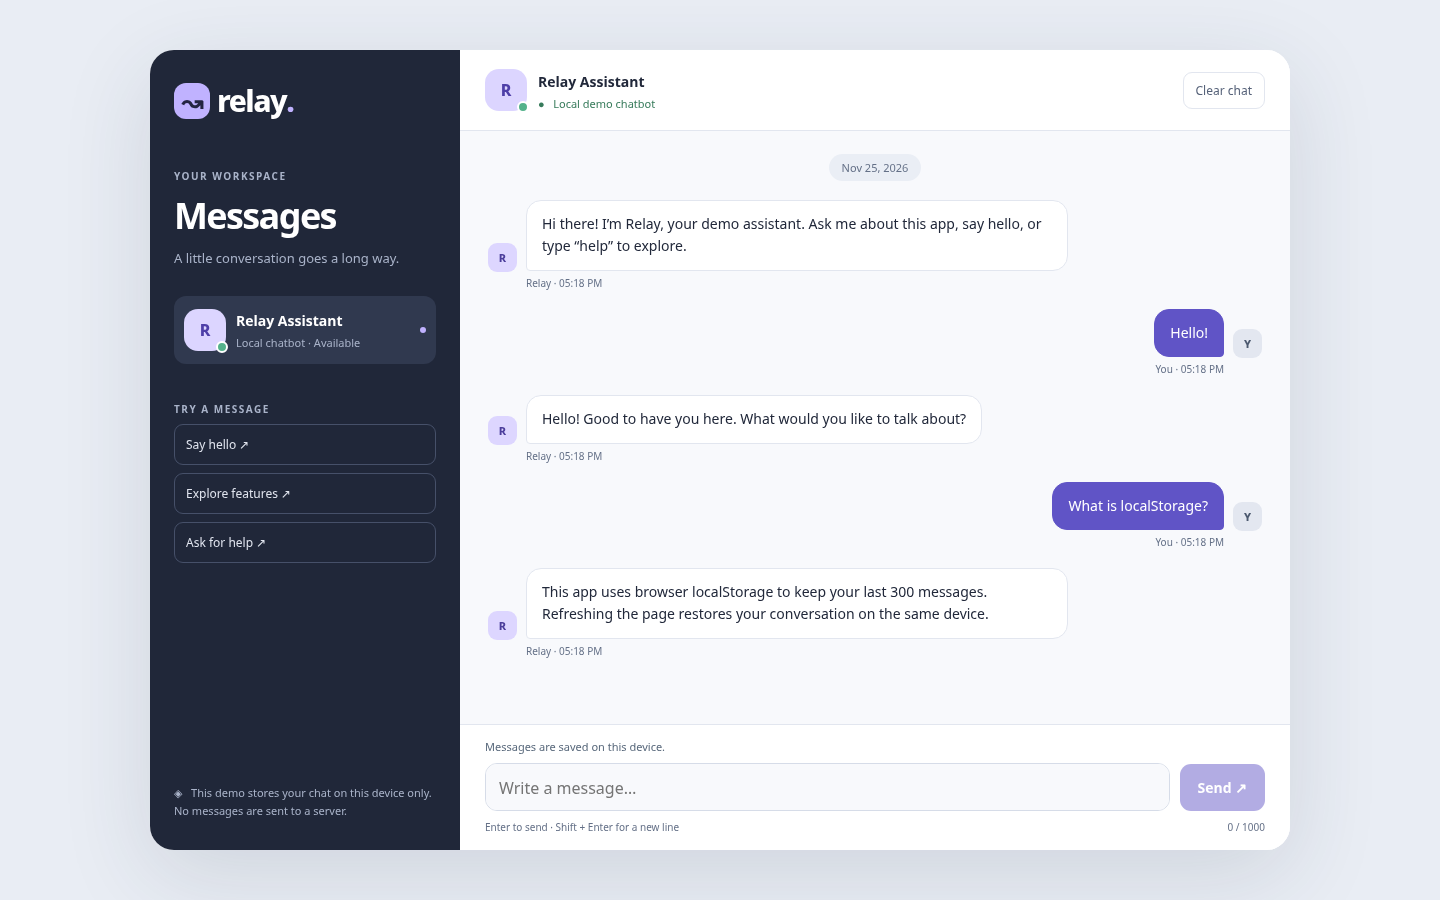 relay.
YOUR WORKSPACE
Messages
A little conversation goes a long way.
R
Relay Assistant
Local chatbot · Available
TRY A MESSAGE
Say hello ↗
Explore features ↗
Ask for help ↗
◈ This demo stores your chat on this device only.
No messages are sent to a server.
R
Relay Assistant
● Local demo chatbot
Clear chat
Nov 25, 2026
Hi there! I’m Relay, your demo assistant. Ask me about this app, say hello, or
type “help” to explore.
R
Relay · 05:18 PM
Hello!
Y
You · 05:18 PM
Hello! Good to have you here. What would you like to talk about?
R
Relay · 05:18 PM
What is localStorage?
Y
You · 05:18 PM
This app uses browser localStorage to keep your last 300 messages.
Refreshing the page restores your conversation on the same device.
R
Relay · 05:18 PM
Messages are saved on this device.
Write a message...
Send ↗
Enter to send · Shift + Enter for a new line
0 / 1000